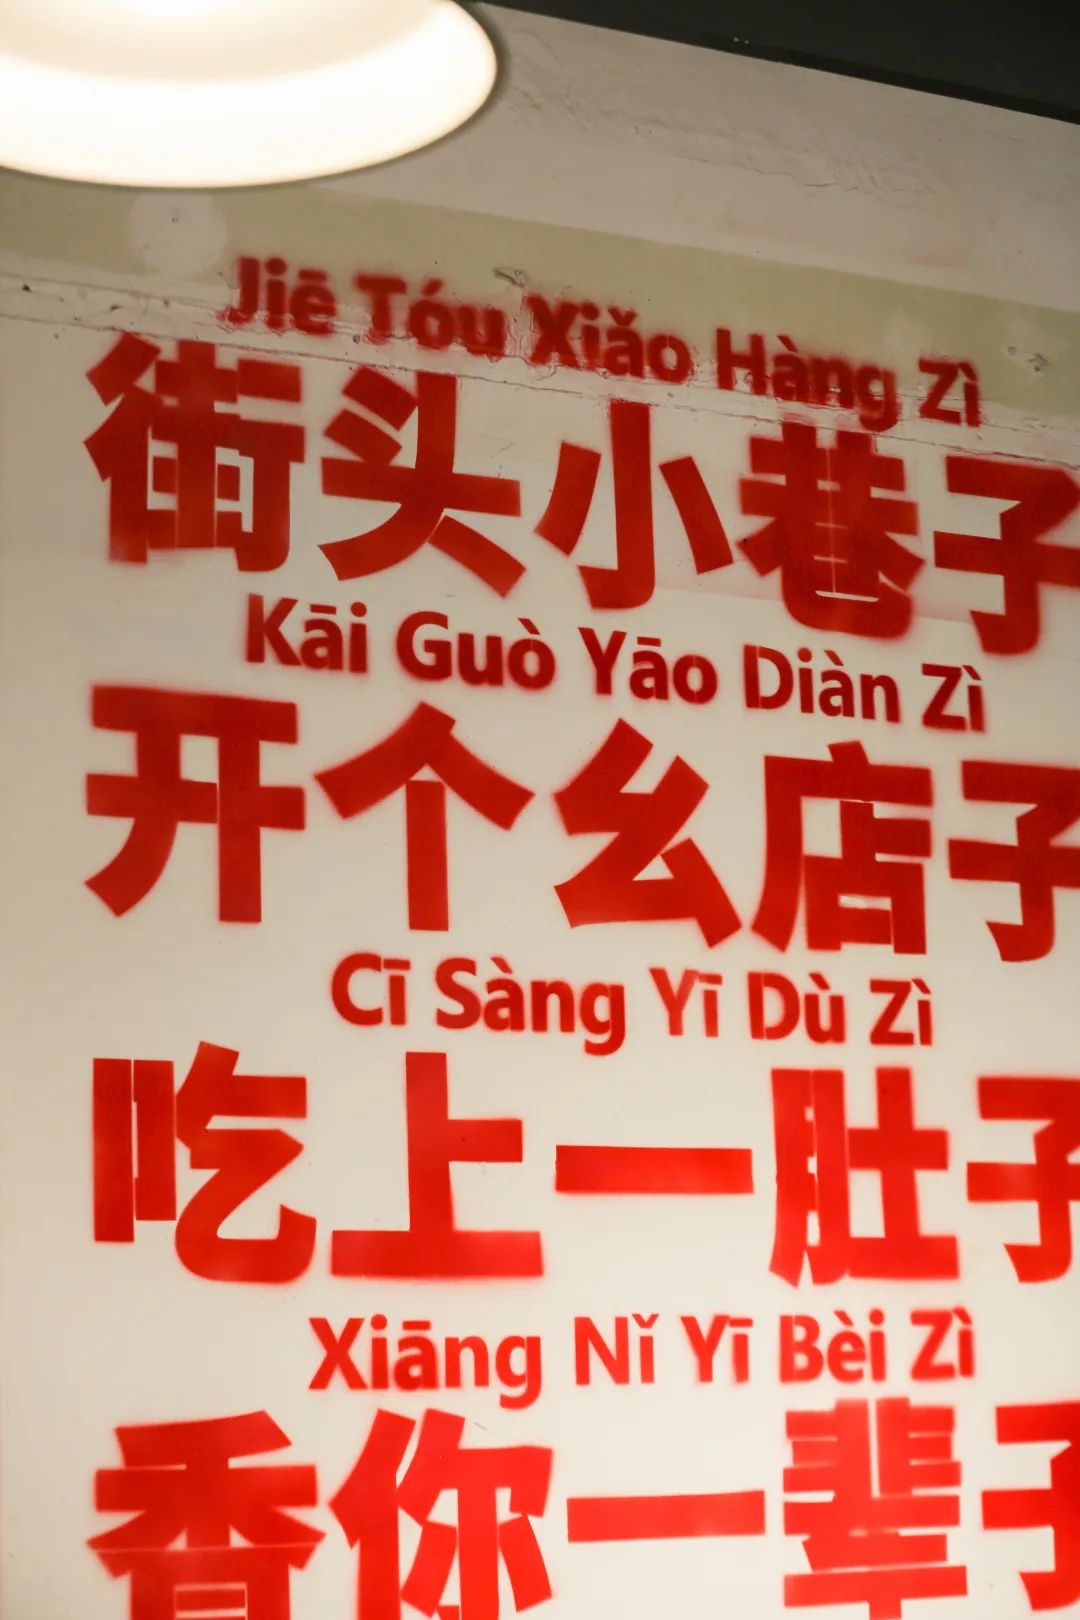 Jiē Tóu Xiǎo Hàng Zì
街头小巷子
Kāi Guò Yāo Diàn Zì
开个幺店子
Cī Sàng Yī Dù Zì
吃上一肚子
Xiāng Nǐ Yī Bèi Zì
香你一辈子